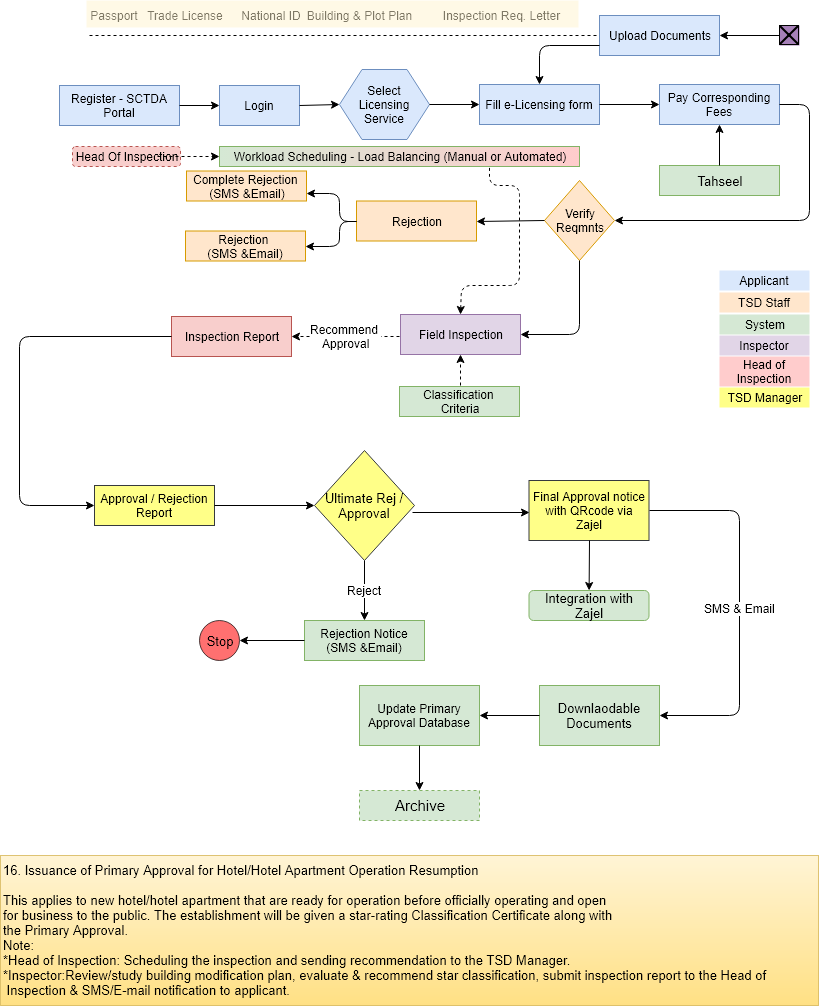 Passport Trade License National ID Building & Plot Plan Inspection Req. Letter
Upload Documents
Register - SCTDA
Portal
Login
Select
Licensing
Service
Fill e-Licensing form
Pay Corresponding
Fees
Head Of Inspection
Workload Scheduling - Load Balancing (Manual or Automated)
Tahseel
Complete Rejection
(SMS &Email)
Rejection
(SMS &Email)
Rejection
Verify
Reqmnts
Applicant
TSD Staff
System
Inspector
Head of
Inspection
TSD Manager
Inspection Report
Recommend
Approval
Field Inspection
Classification
Criteria
Approval / Rejection
Report
Ultimate Rej /
Approval
Final Approval notice
with QRcode via
Zajel
Reject
Integration with
Zajel
SMS & Email
Stop
Rejection Notice
(SMS &Email)
Update Primary
Approval Database
Downlaodable
Documents
Archive
16. Issuance of Primary Approval for Hotel/Hotel Apartment Operation Resumption
This applies to new hotel/hotel apartment that are ready for operation before officially operating and open
for business to the public. The establishment will be given a star-rating Classification Certificate along with
the Primary Approval.
Note:
*Head of Inspection: Scheduling the inspection and sending recommendation to the TSD Manager.
*Inspector:Review/study building modification plan, evaluate & recommend star classification, submit inspection report to the Head of
Inspection & SMS/E-mail notification to applicant.